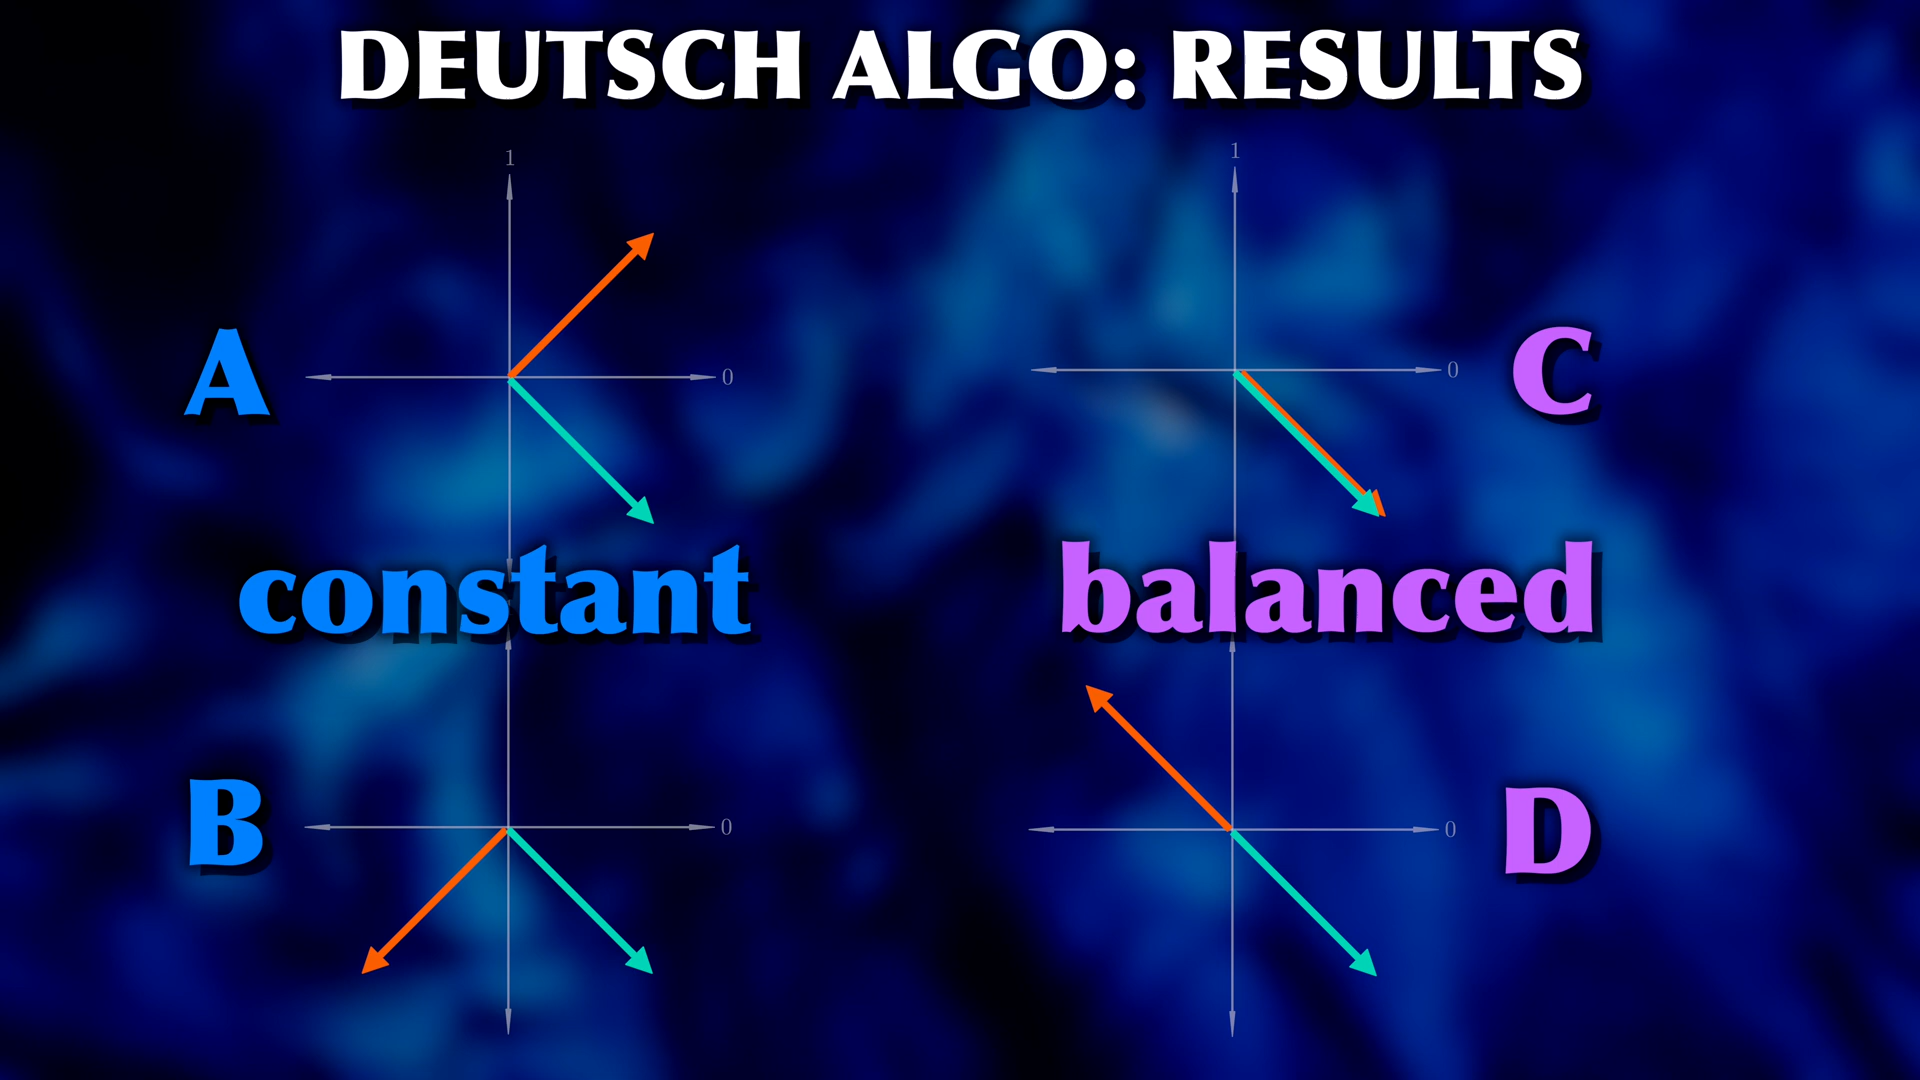 DEUTSCH ALGO: RESULTS
1
0
A
constant
0
B
1
0
C
balanced
0
D